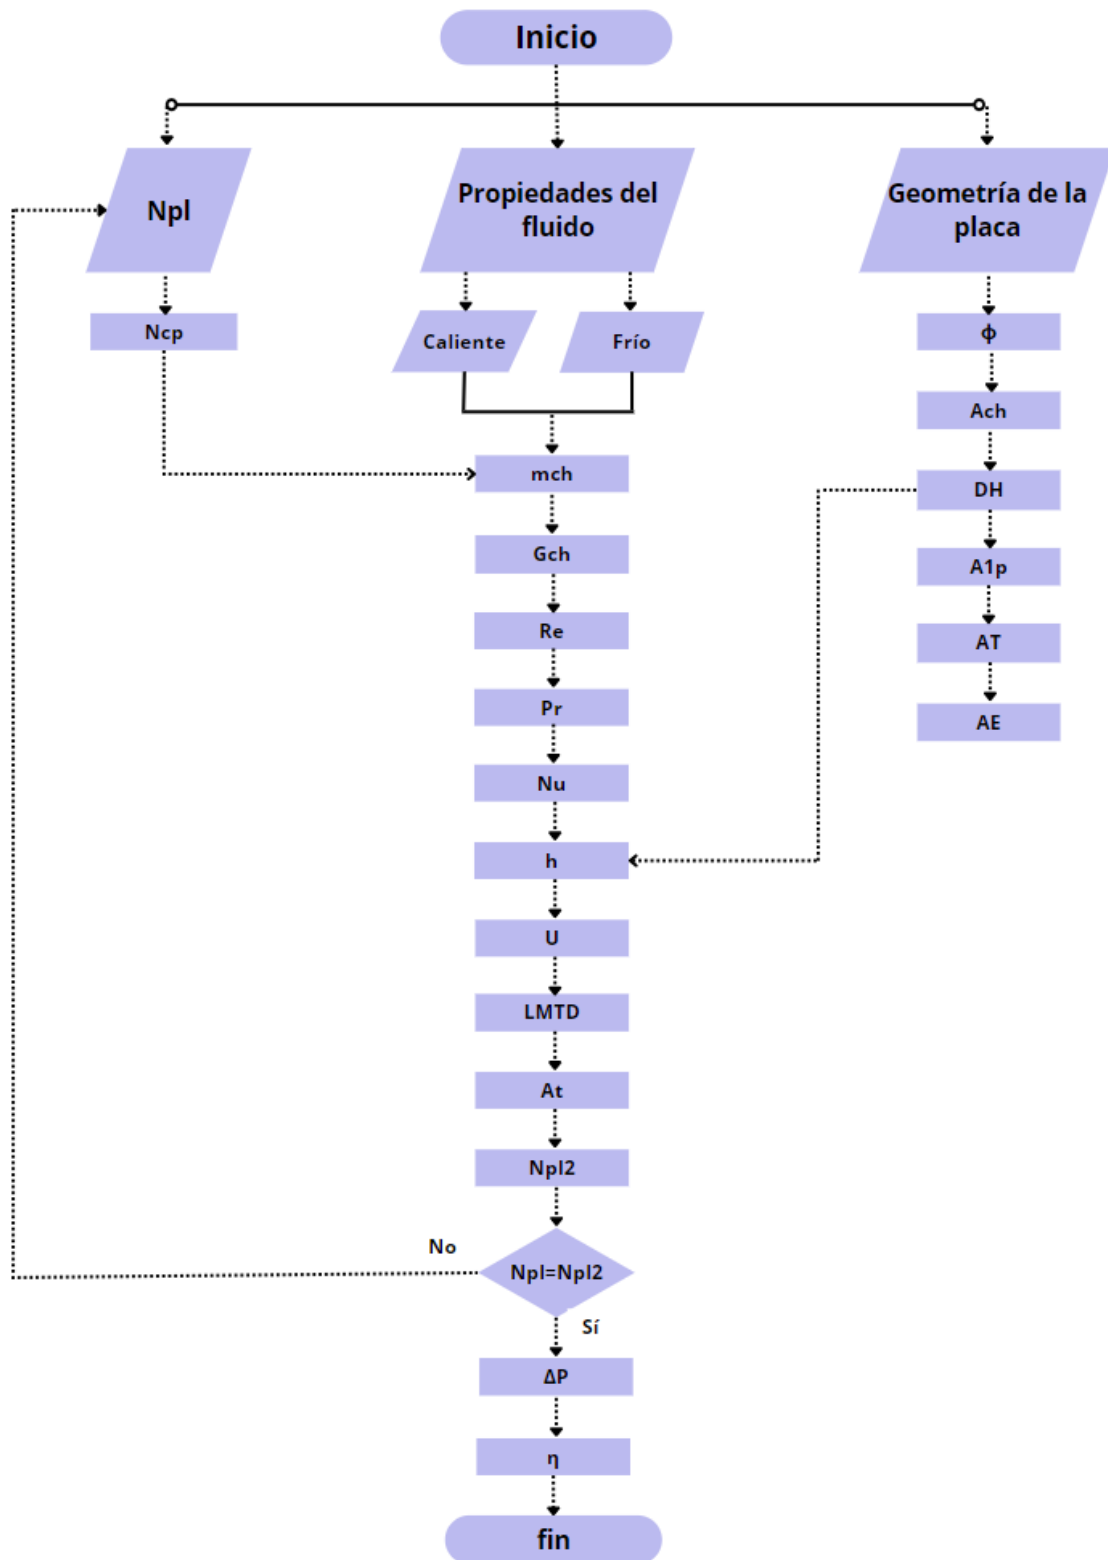 Inicio
Npl
Propiedades del
fluido
Geometría de la
placa
Ncp
Caliente
Frío
ϕ
Ach
mch
DH
Gch
A1p
Re
AT
Pr
AE
Nu
h
U
LMTD
At
Npl2
No
Npl=Npl2
Sí
ΔP
η
fin